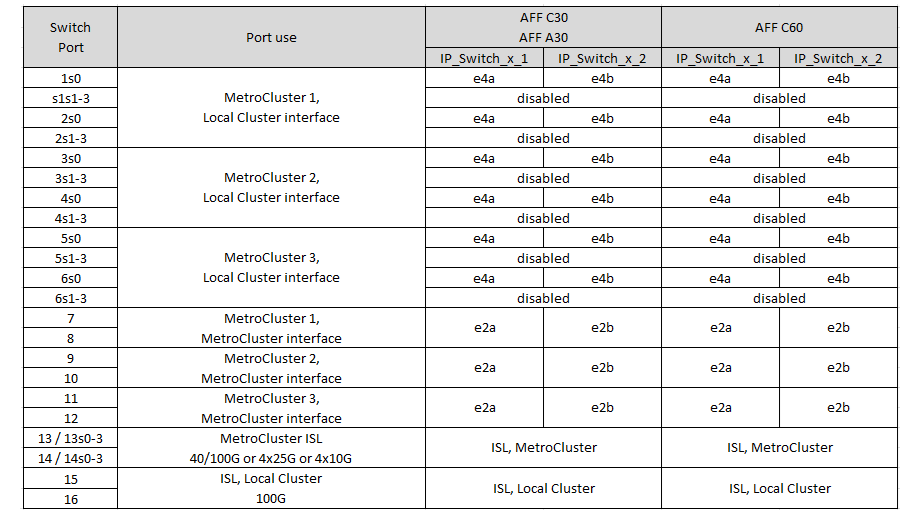 Switch Port
Port use
AFF C30
AFF A30
AFF C60
IP_Switch_x_1 IP_Switch_x_2 IP_Switch_x_1 IP_Switch_x_2
1s0 e4a e4b e4a e4b
MetroCluster 1,
Local Cluster interface
s1s1-3 disabled disabled
2s0 e4a e4b e4a e4b
2s1-3 disabled disabled
3s0 e4a e4b e4a e4b
MetroCluster 2,
Local Cluster interface
3s1-3 disabled disabled
4s0 e4a e4b e4a e4b
4s1-3 disabled disabled
5s0 e4a e4b e4a e4b
MetroCluster 3,
Local Cluster interface
5s1-3 disabled disabled
6s0 e4a e4b e4a e4b
6s1-3 disabled disabled
7 MetroCluster 1,
8 MetroCluster interface
e2a e2b e2a e2b
9 MetroCluster 2,
10 MetroCluster interface
e2a e2b e2a e2b
11 MetroCluster 3,
12 MetroCluster interface
e2a e2b e2a e2b
13 / 13s0-3 MetroCluster ISL
14 / 14s0-3 40/100G or 4x25G or 4x10G
ISL, MetroCluster ISL, MetroCluster
15 ISL, Local Cluster
16 100G
ISL, Local Cluster ISL, Local Cluster